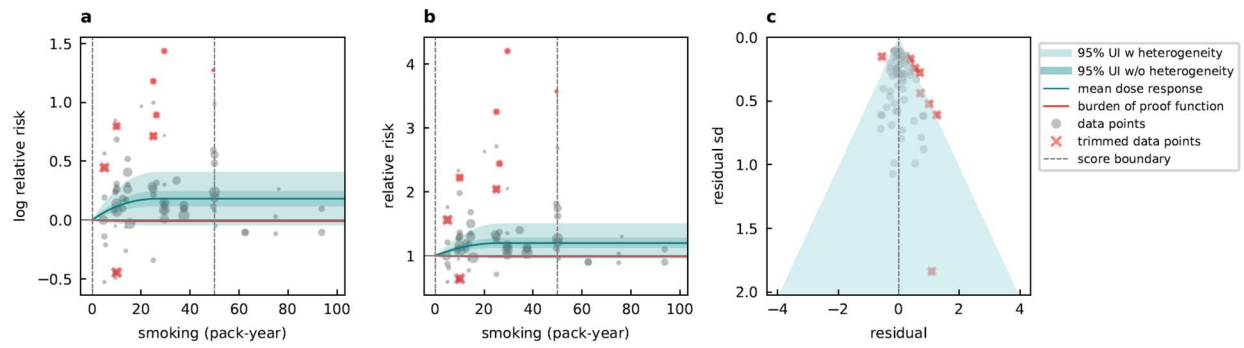 a
1.5
1.0
0.5
0.0
−0.5
log relative risk
0 20 40 60 80 100
smoking (pack-year)
b
4
3
2
1
relative risk
0 20 40 60 80 100
smoking (pack-year)
c
0.0
0.5
1.0
1.5
2.0
residual sd
−4 −2 0 2 4
residual
95% UI w heterogeneity
95% UI w/o heterogeneity
mean dose response
burden of proof function
data points
trimmed data points
score boundary